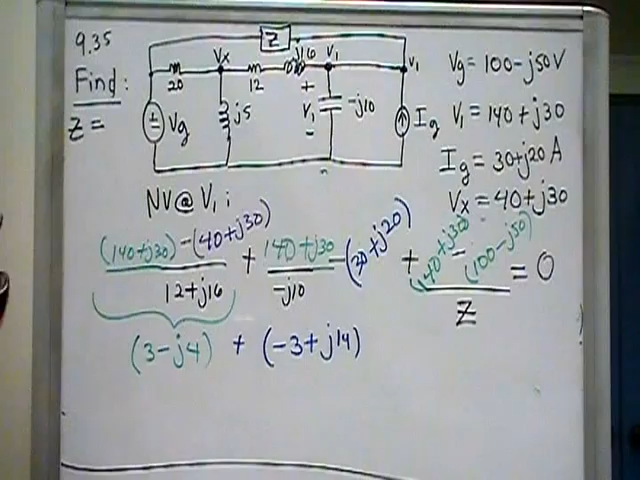 9.35
Find:
Z =
Z
20
Vx
12
j16
V1
V1
Vg
j5
+
V1
-
-j10
Ig
Vg = 100 - j50 V
V1 = 140 + j30
Ig = 30 + j20 A
Vx = 40 + j30
NV @ V1 :
(140 + j30) - (40 + j30) / 12 + j16 + 140 + j30 / -j10 - (30 + j20) + (140 + j30) - (100 - j50) / Z = 0
(3 - j4) + (-3 + j14)